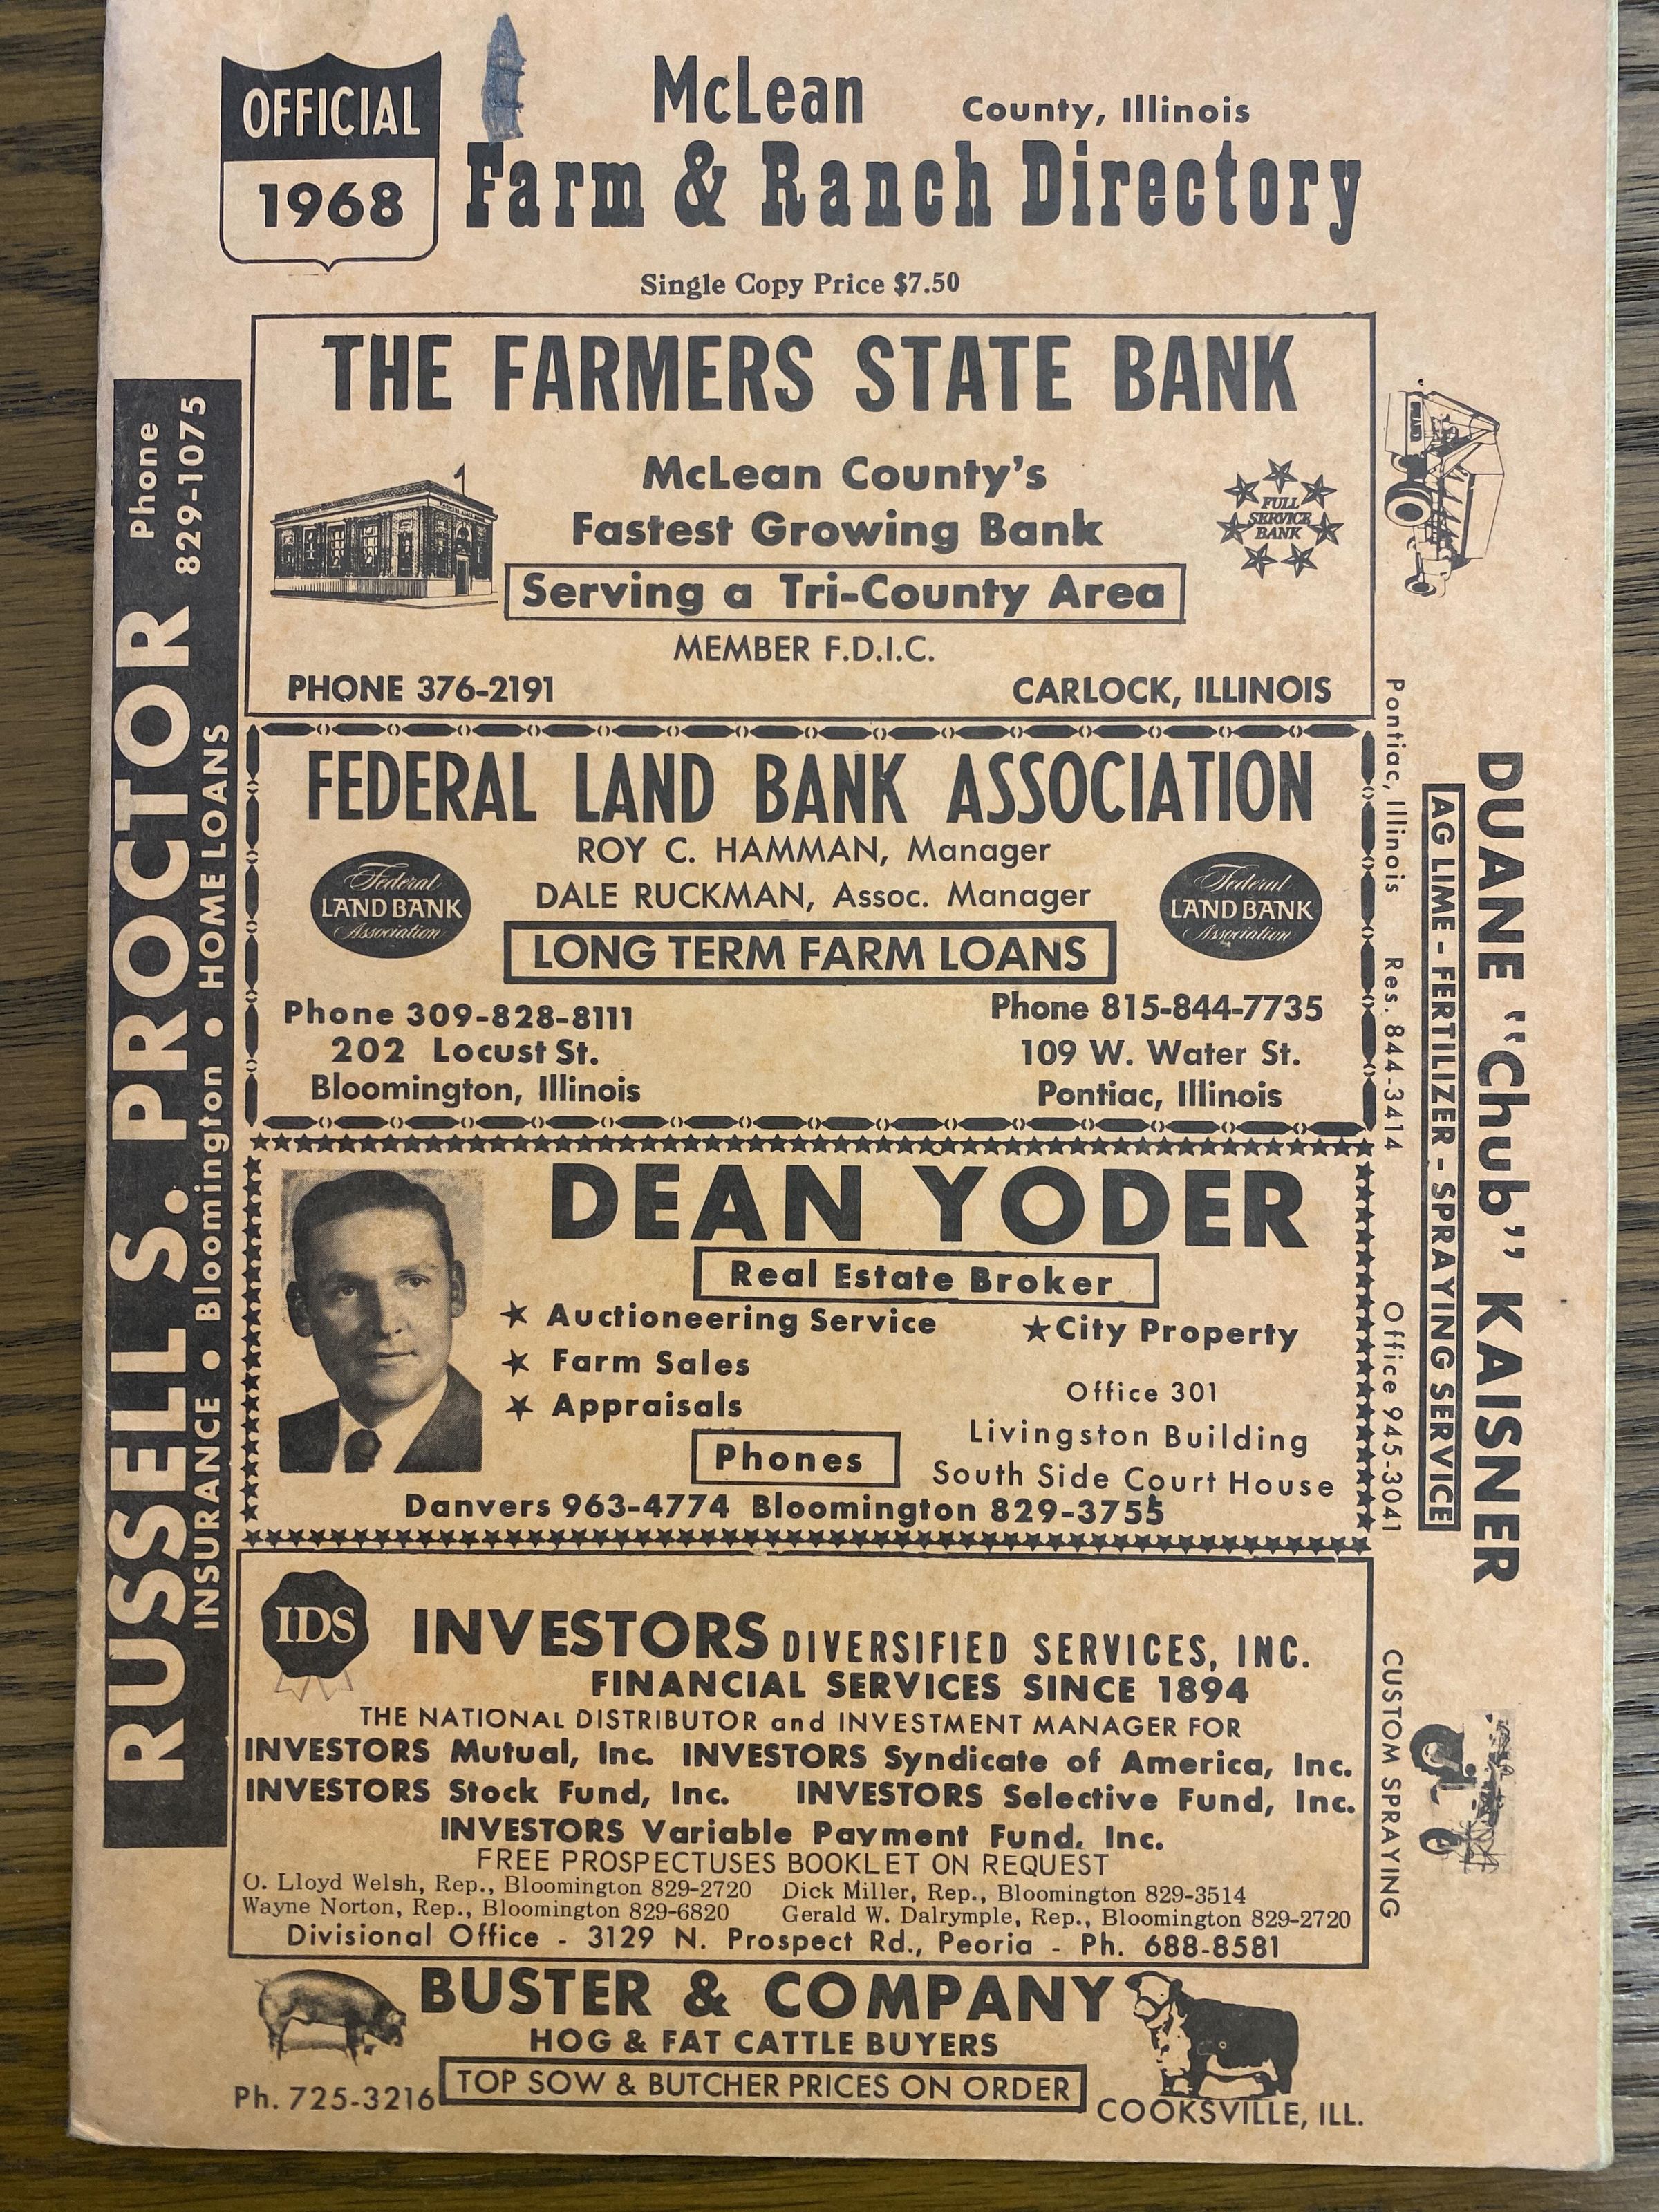 OFFICIAL
1968
McLean County, Illinois
Farm & Ranch Directory
Single Copy Price $7.50
THE FARMERS STATE BANK
McLean County's
Fastest Growing Bank
Serving a Tri-County Area
FULL
SERVICE
BANK
MEMBER F.D.I.C.
PHONE 376-2191
CARLOCK, ILLINOIS
FEDERAL LAND BANK ASSOCIATION
ROY C. HAMMAN, Manager
DALE RUCKMAN, Assoc. Manager
Federal
LAND BANK
Association
Federal
LAND BANK
Association
LONG TERM FARM LOANS
Phone 309-828-8111
202 Locust St.
Bloomington, Illinois
Phone 815-844-7735
109 W. Water St.
Pontiac, Illinois
DEAN YODER
Real Estate Broker
★ Auctioneering Service
★ Farm Sales
★ Appraisals
★City Property
Office 301
Livingston Building
South Side Court House
Phones
Danvers 963-4774 Bloomington 829-3755
IDS
INVESTORS DIVERSIFIED SERVICES, INC.
FINANCIAL SERVICES SINCE 1894
THE NATIONAL DISTRIBUTOR and INVESTMENT MANAGER FOR
INVESTORS Mutual, Inc. INVESTORS Syndicate of America, Inc.
INVESTORS Stock Fund, Inc. INVESTORS Selective Fund, Inc.
INVESTORS Variable Payment Fund, Inc.
FREE PROSPECTUSES BOOKLET ON REQUEST
O. Lloyd Welsh, Rep., Bloomington 829-2720 Dick Miller, Rep., Bloomington 829-3514
Wayne Norton, Rep., Bloomington 829-6820 Gerald W. Dalrymple, Rep., Bloomington 829-2720
Divisional Office - 3129 N. Prospect Rd., Peoria - Ph. 688-8581
BUSTER & COMPANY
HOG & FAT CATTLE BUYERS
TOP SOW & BUTCHER PRICES ON ORDER
Ph. 725-3216
COOKSVILLE, ILL.
RUSSELL S. PROCTOR
Phone
829-1075
INSURANCE • Bloomington • HOME LOANS
DUANE "Chub" KAISNER
AG LIME - FERTILIZER - SPRAYING SERVICE
Pontiac, Illinois Res. 844-3414 Office 945-3041 CUSTOM SPRAYING